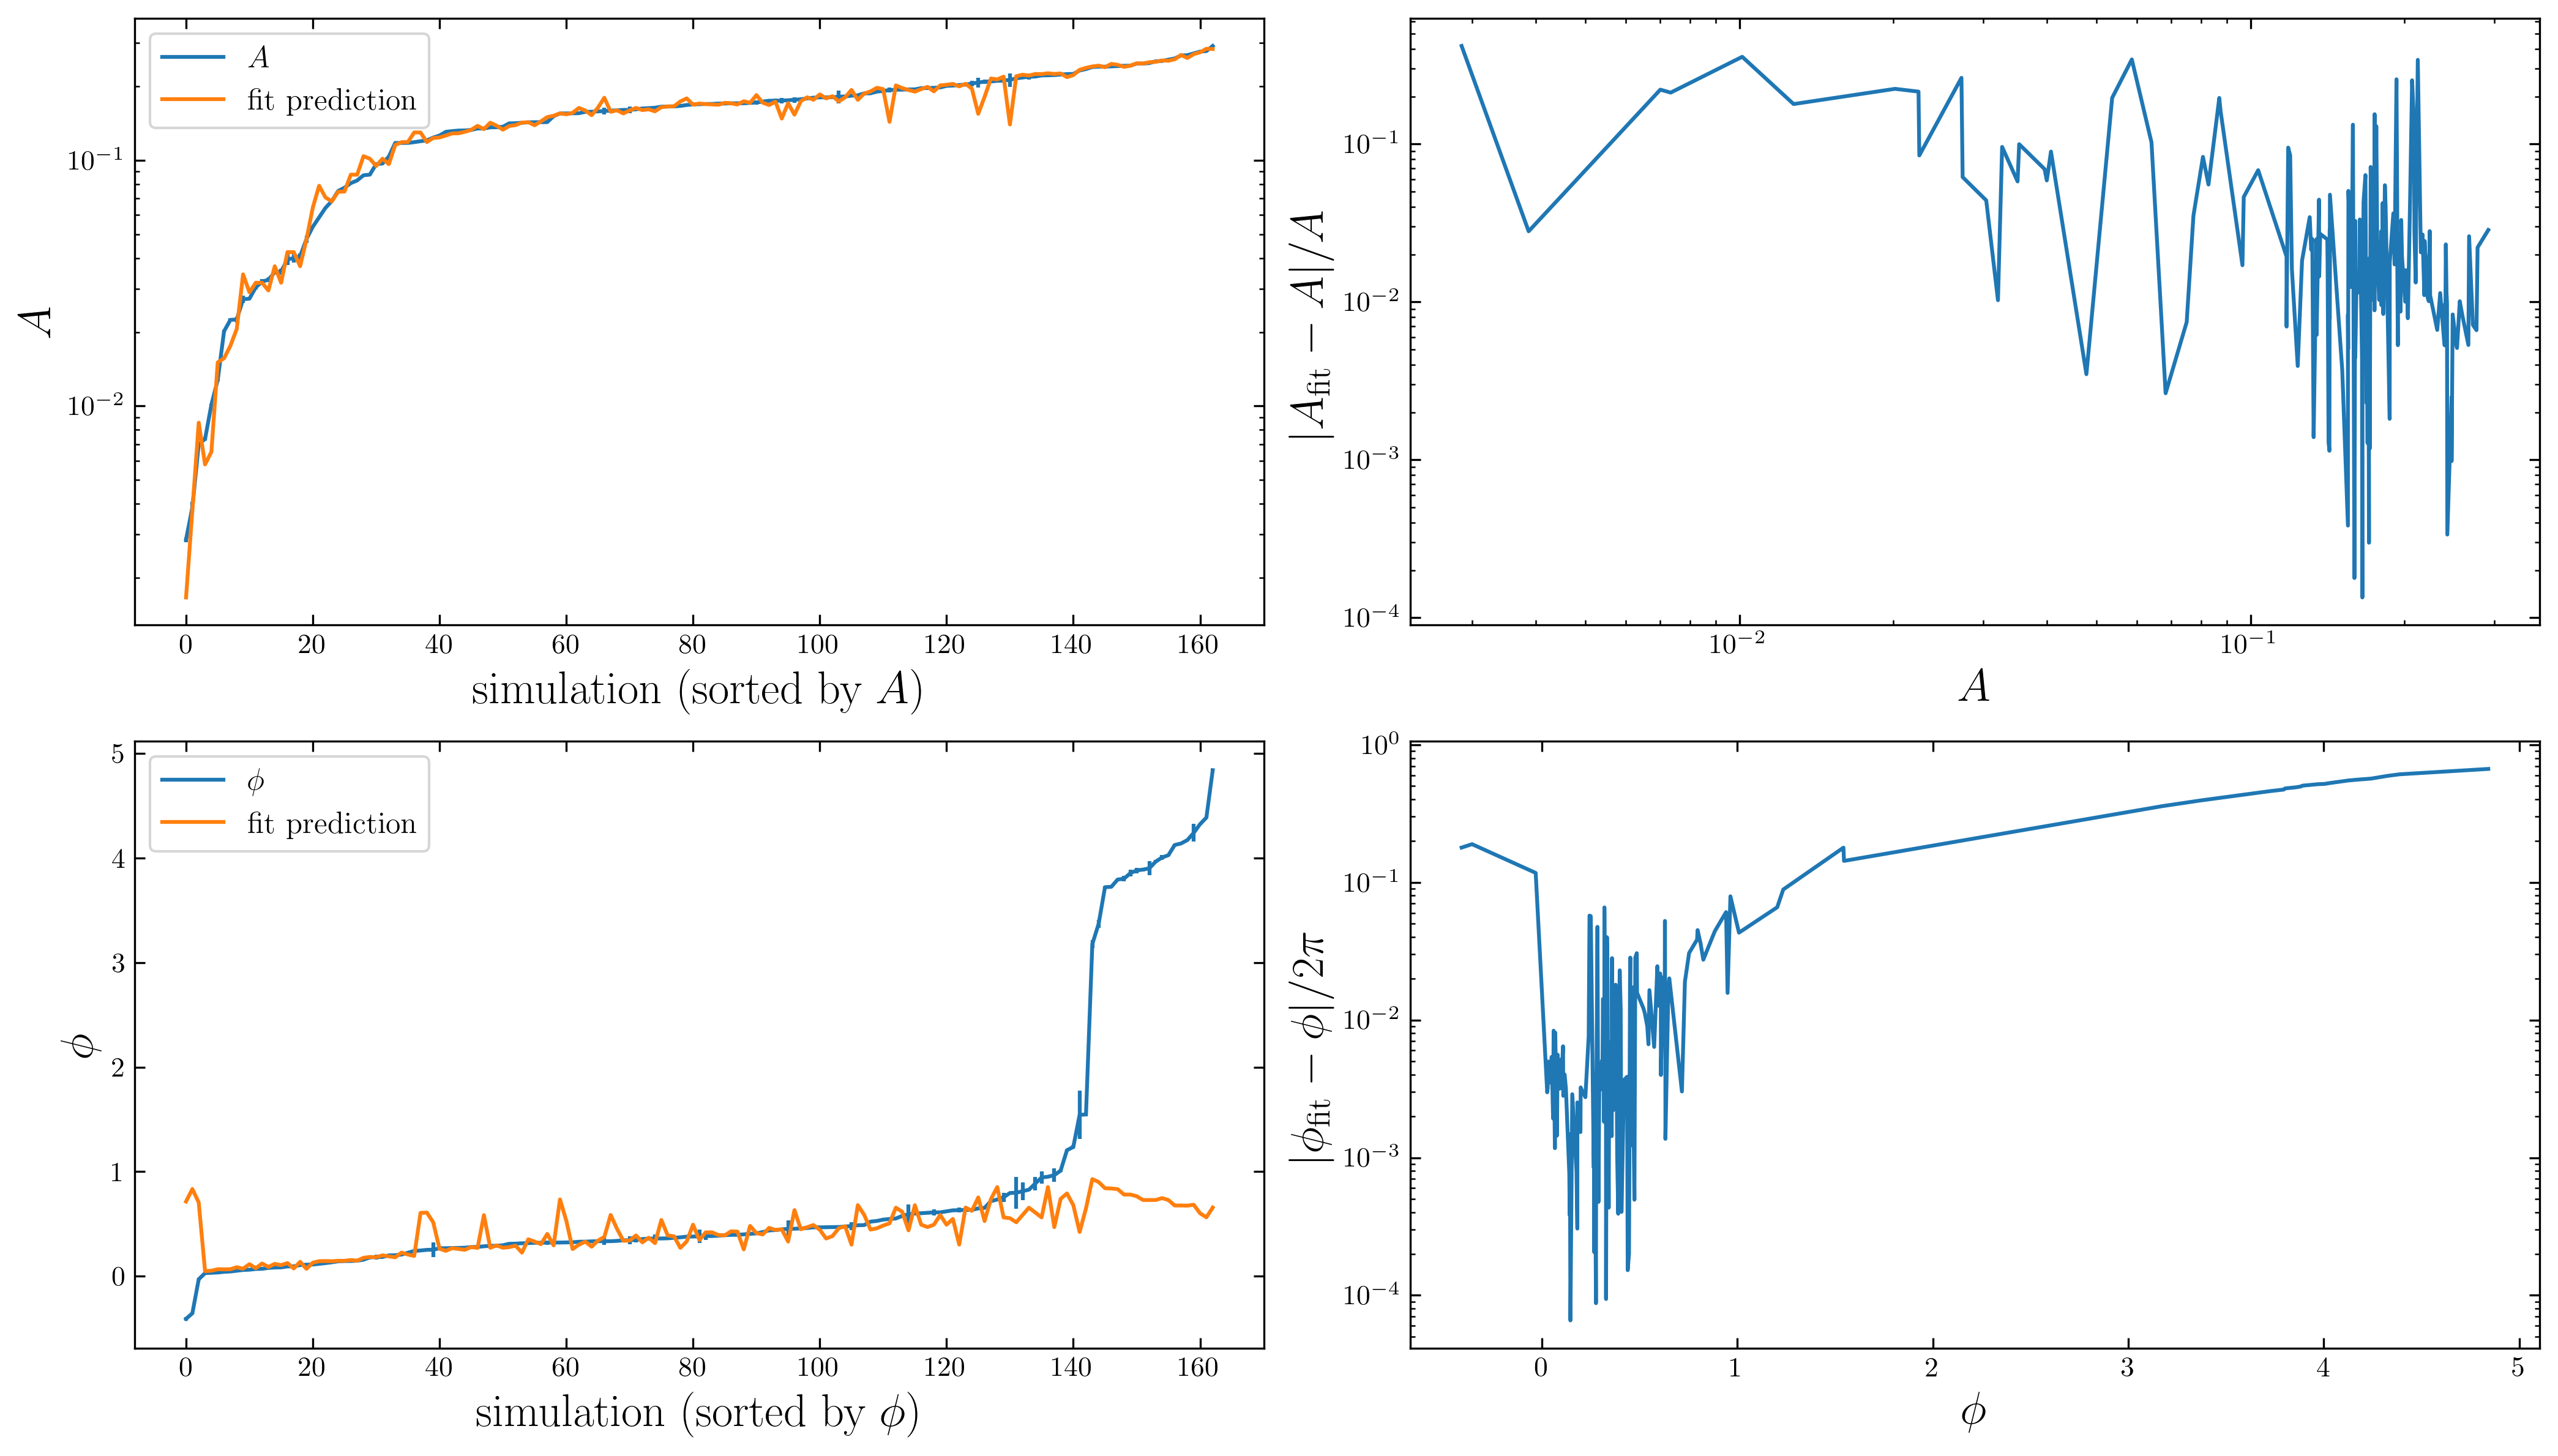 A
fit prediction
10⁻¹
10⁻²
A
0 20 40 60 80 100 120 140 160
simulation (sorted by A)
10⁻¹
10⁻²
10⁻³
10⁻⁴
|A_fit − A|/A
10⁻² 10⁻¹
A
ϕ
fit prediction
5
4
3
2
1
0
ϕ
0 20 40 60 80 100 120 140 160
simulation (sorted by ϕ)
10⁰
10⁻¹
10⁻²
10⁻³
10⁻⁴
|ϕ_fit − ϕ|/2π
0 1 2 3 4 5
ϕ